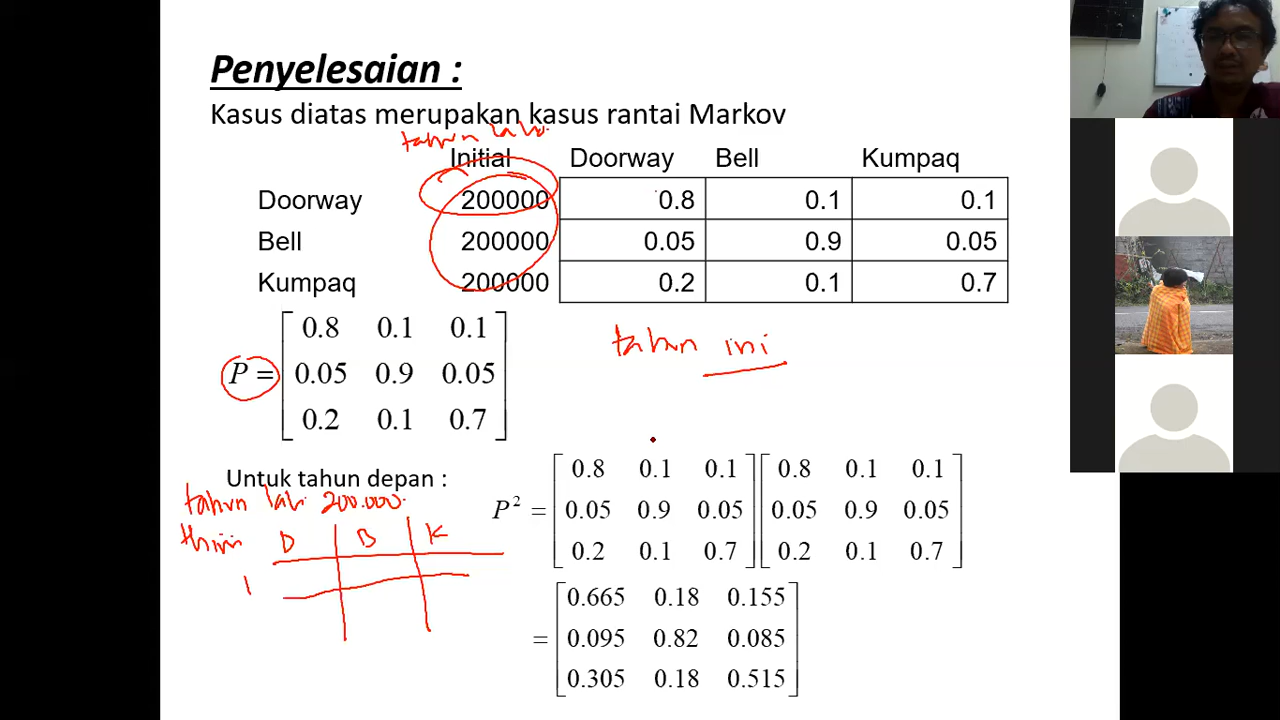 Penyelesaian :
Kasus diatas merupakan kasus rantai Markov
tahun lalu
Initial Doorway Bell Kumpaq
Doorway 200000 0.8 0.1 0.1
Bell 200000 0.05 0.9 0.05
Kumpaq 200000 0.2 0.1 0.7
0.8 0.1 0.1
P = 0.05 0.9 0.05
0.2 0.1 0.7
tahun ini
Untuk tahun depan :
tahun lalu 200.000
D B K
1
0.8 0.1 0.1 0.8 0.1 0.1
P 2 = 0.05 0.9 0.05 0.05 0.9 0.05
0.2 0.1 0.7 0.2 0.1 0.7
0.665 0.18 0.155
= 0.095 0.82 0.085
0.305 0.18 0.515